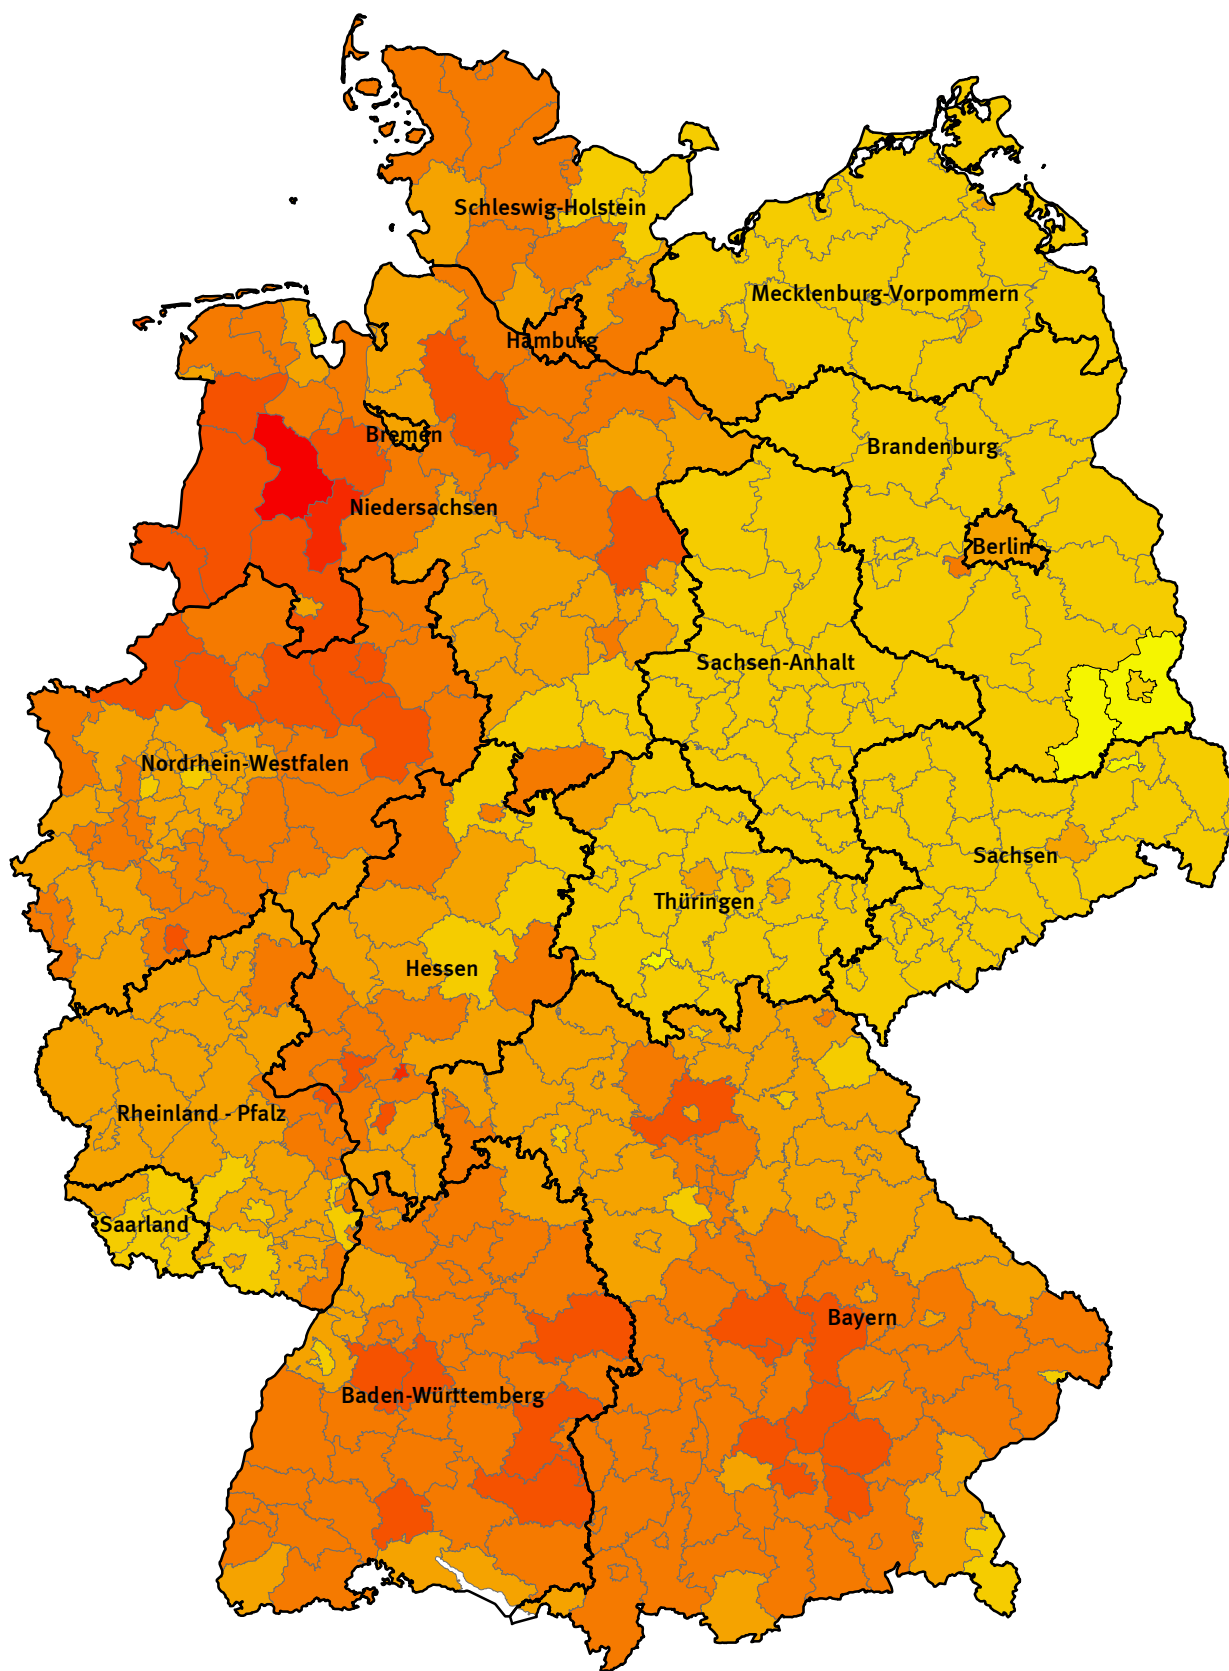 Schleswig-Holstein
Mecklenburg-Vorpommern
Hamburg
Bremen
Brandenburg
Niedersachsen
Berlin
Sachsen-Anhalt
Nordrhein-Westfalen
Sachsen
Thüringen
Hessen
Rheinland - Pfalz
Saarland
Bayern
Baden-Württemberg